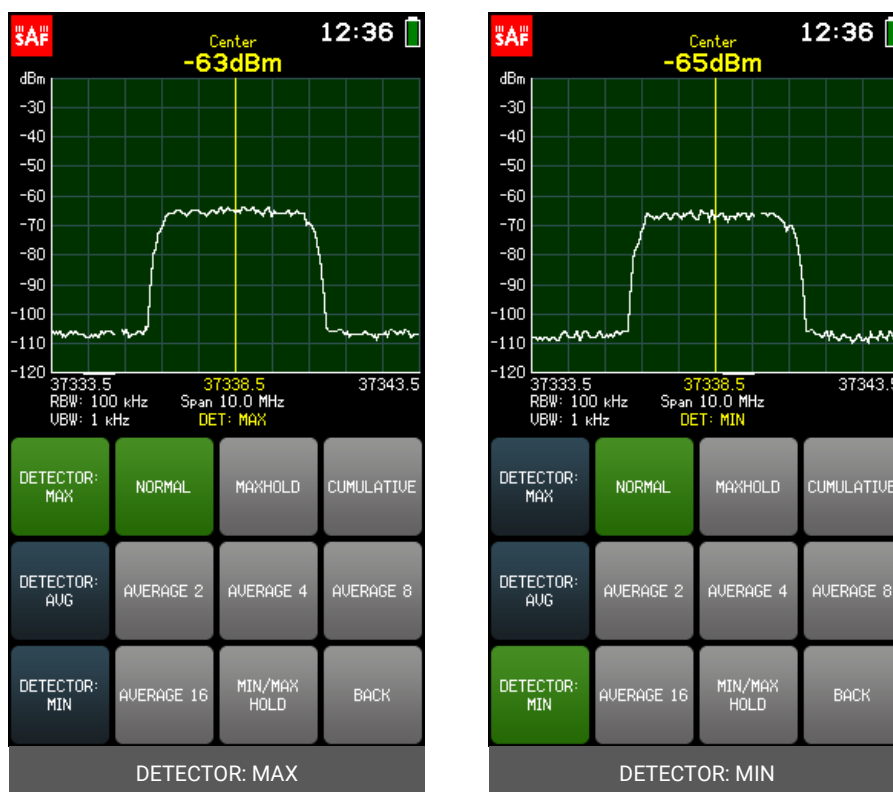 SAF
12:36
Center
-63dBm
dBm
-30
-40
-50
-60
-70
-80
-90
-100
-110
-120
37333.5 37338.5 37343.5
RBW: 100 kHz Span 10.0 MHz
VBW: 1 kHz DET: MAX
DETECTOR: MAX NORMAL MAXHOLD CUMULATIVE
DETECTOR: AVG AVERAGE 2 AVERAGE 4 AVERAGE 8
DETECTOR: MIN AVERAGE 16 MIN/MAX HOLD BACK
DETECTOR: MAX
SAF
12:36
Center
-65dBm
dBm
-30
-40
-50
-60
-70
-80
-90
-100
-110
-120
37333.5 37338.5 37343.5
RBW: 100 kHz Span 10.0 MHz
VBW: 1 kHz DET: MIN
DETECTOR: MAX NORMAL MAXHOLD CUMULATIVE
DETECTOR: AVG AVERAGE 2 AVERAGE 4 AVERAGE 8
DETECTOR: MIN AVERAGE 16 MIN/MAX HOLD BACK
DETECTOR: MIN